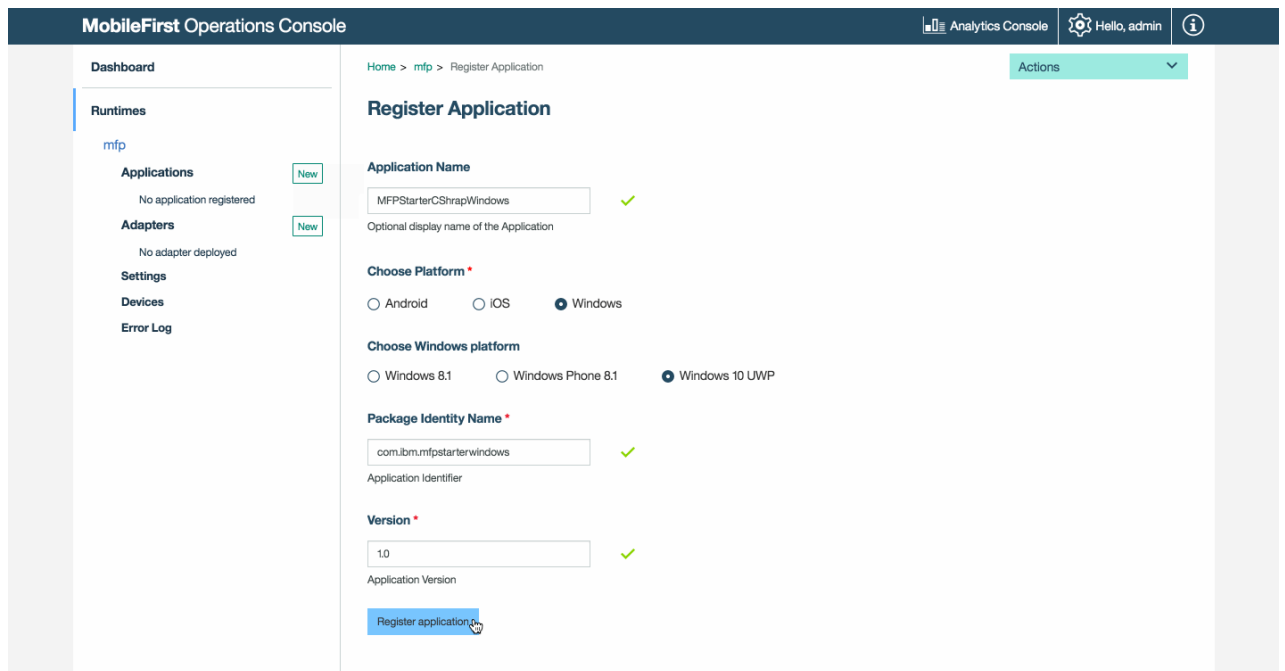 MobileFirst Operations Console
Analytics Console
Hello, admin
Dashboard
Runtimes
mfp
Applications
New
No application registered
Adapters
New
No adapter deployed
Settings
Devices
Error Log
Home > mfp > Register Application
Actions
Register Application
Application Name
MFPStarterCShrapWindows
Optional display name of the Application
Choose Platform *
Android iOS Windows
Choose Windows platform
Windows 8.1 Windows Phone 8.1 Windows 10 UWP
Package Identity Name *
com.ibm.mfpstarterwindows
Application Identifier
Version *
1.0
Application Version
Register application